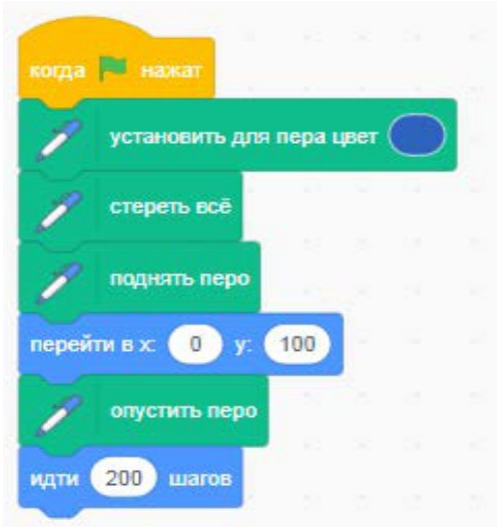 когда нажат
установить для пера цвет
стереть всё
поднять перо
перейти в x: 0 y: 100
опустить перо
идти 200 шагов